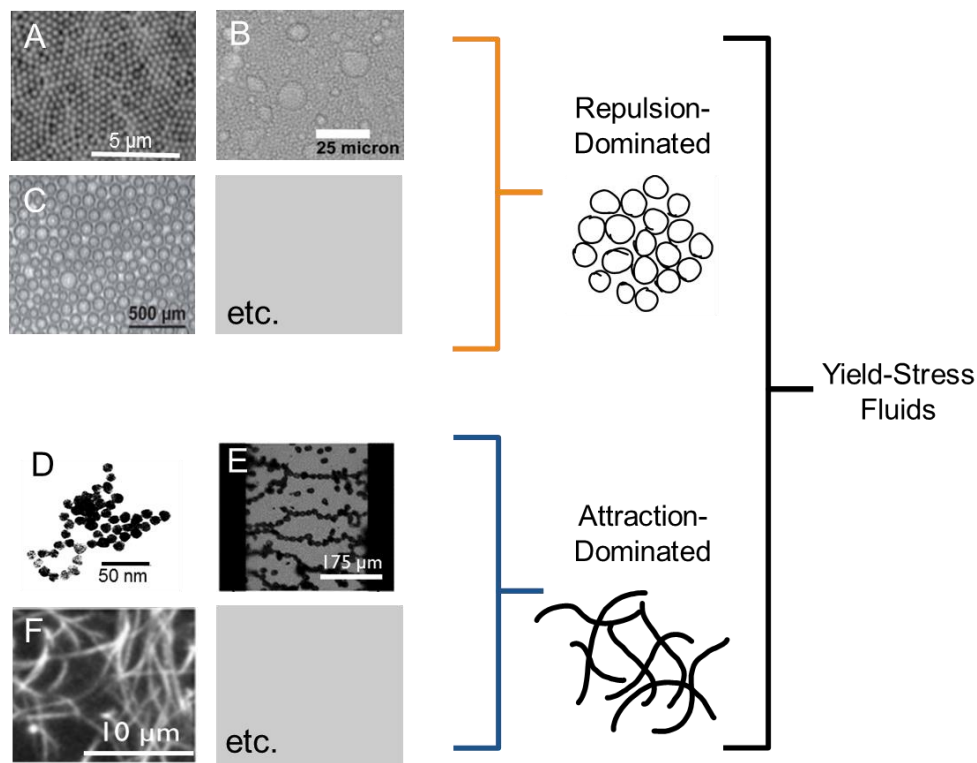 A
5 µm
B
25 micron
C
500 µm
etc.
Repulsion-
Dominated
Yield-Stress
Fluids
D
50 nm
E
175 µm
F
10 µm
etc.
Attraction-
Dominated